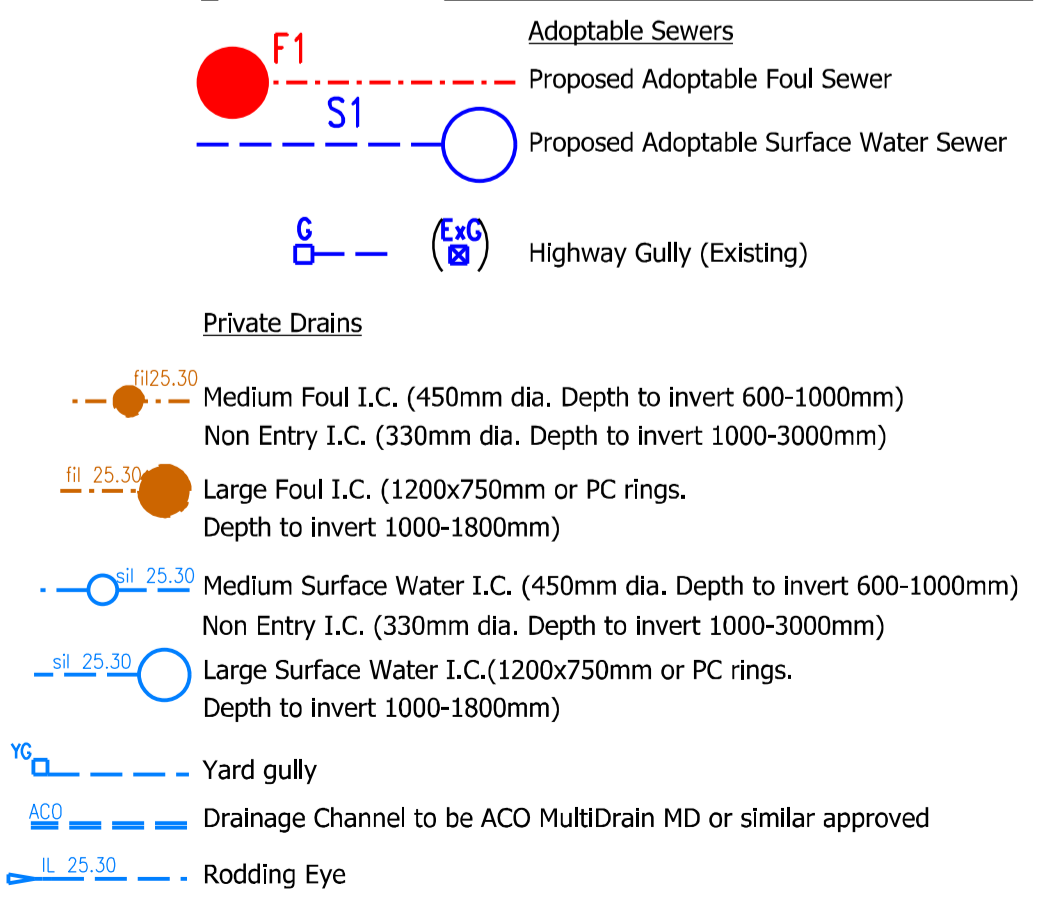 Adoptable Sewers
F1
Proposed Adoptable Foul Sewer
S1
Proposed Adoptable Surface Water Sewer
G
(ExG)
Highway Gully (Existing)
Private Drains
fil25.30
Medium Foul I.C. (450mm dia. Depth to invert 600-1000mm)
Non Entry I.C. (330mm dia. Depth to invert 1000-3000mm)
fil 25.30
Large Foul I.C. (1200x750mm or PC rings.
Depth to invert 1000-1800mm)
sil 25.30
Medium Surface Water I.C. (450mm dia. Depth to invert 600-1000mm)
Non Entry I.C. (330mm dia. Depth to invert 1000-3000mm)
sil 25.30
Large Surface Water I.C.(1200x750mm or PC rings.
Depth to invert 1000-1800mm)
YG
Yard gully
ACO
Drainage Channel to be ACO MultiDrain MD or similar approved
IL 25.30
Rodding Eye